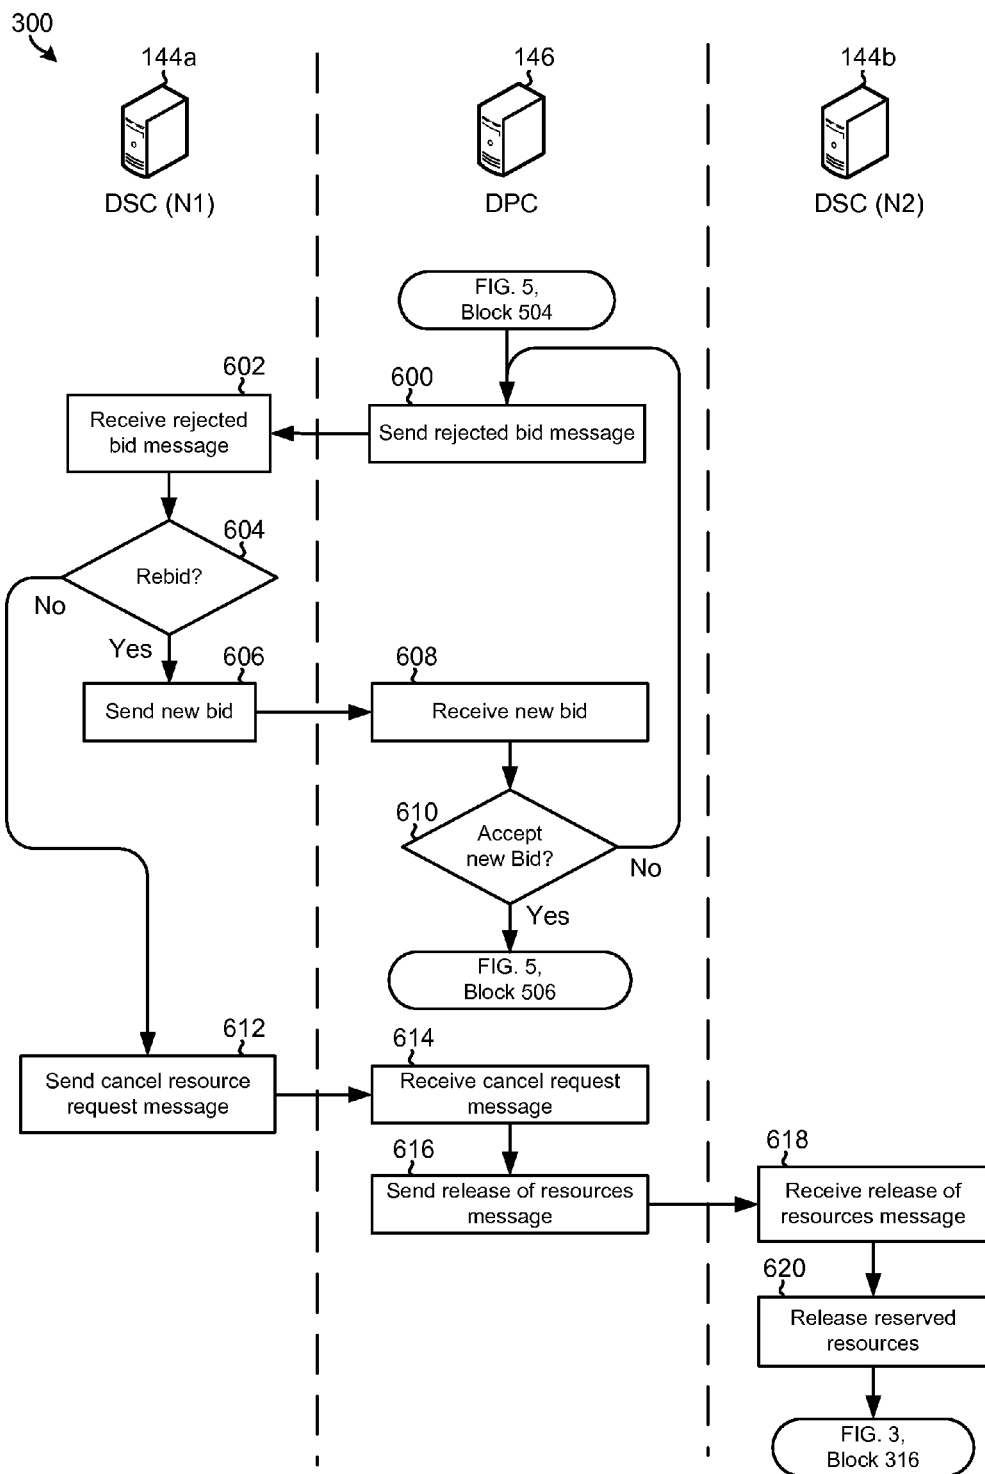 300
144a
146
144b
DSC (N1)
DPC
DSC (N2)
FIG. 5,
Block 504
602
600
Receive rejected
bid message
Send rejected bid message
604
Rebid?
No
Yes
606
608
Send new bid
Receive new bid
610
Accept
new Bid?
No
Yes
FIG. 5,
Block 506
612
614
Send cancel resource
request message
Receive cancel request
message
616
618
Send release of resources
message
Receive release of
resources message
620
Release reserved
resources
FIG. 3,
Block 316